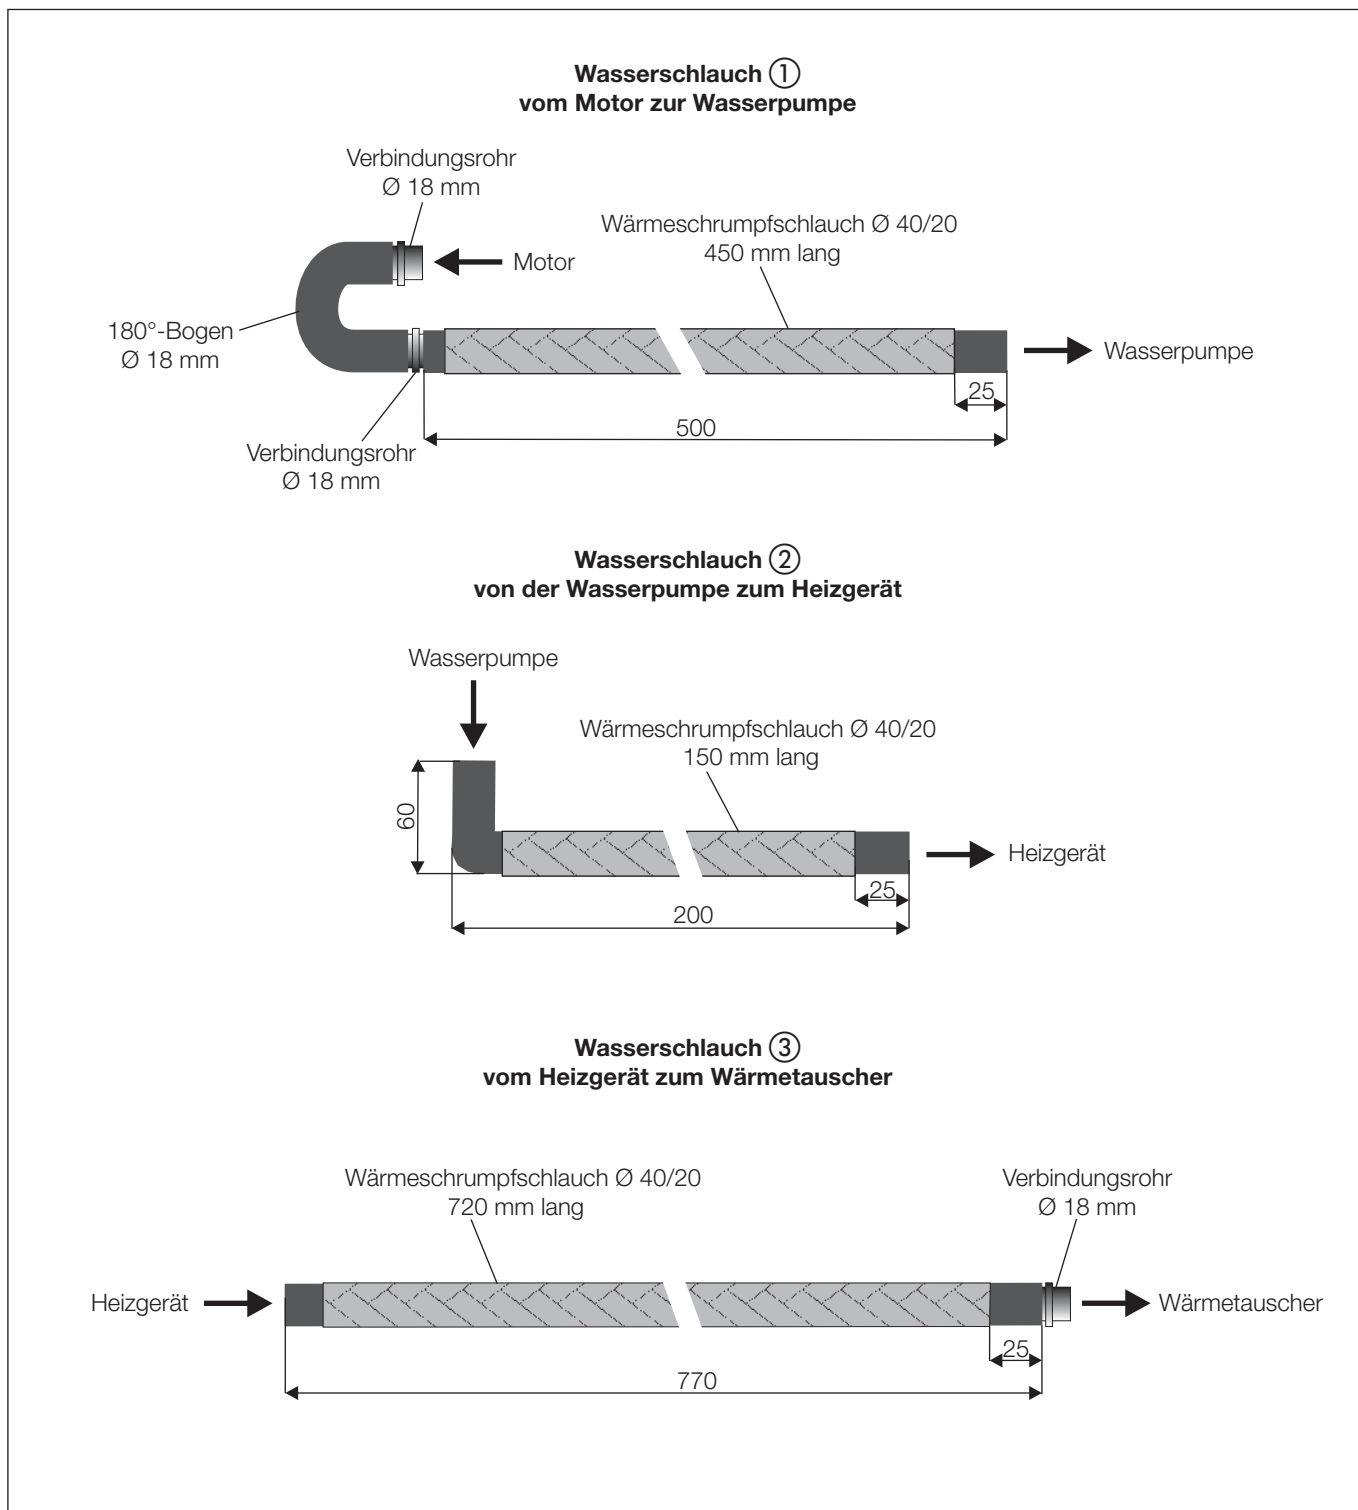 Wasserschlauch ①
vom Motor zur Wasserpumpe
Verbindungsrohr
Ø 18 mm
Wärmeschrumpfschlauch Ø 40/20
450 mm lang
Motor
180°-Bogen
Ø 18 mm
Wasserpumpe
25
500
Verbindungsrohr
Ø 18 mm
Wasserschlauch ②
von der Wasserpumpe zum Heizgerät
Wasserpumpe
Wärmeschrumpfschlauch Ø 40/20
150 mm lang
60
Heizgerät
25
200
Wasserschlauch ③
vom Heizgerät zum Wärmetauscher
Wärmeschrumpfschlauch Ø 40/20
720 mm lang
Verbindungsrohr
Ø 18 mm
Heizgerät
Wärmetauscher
25
770